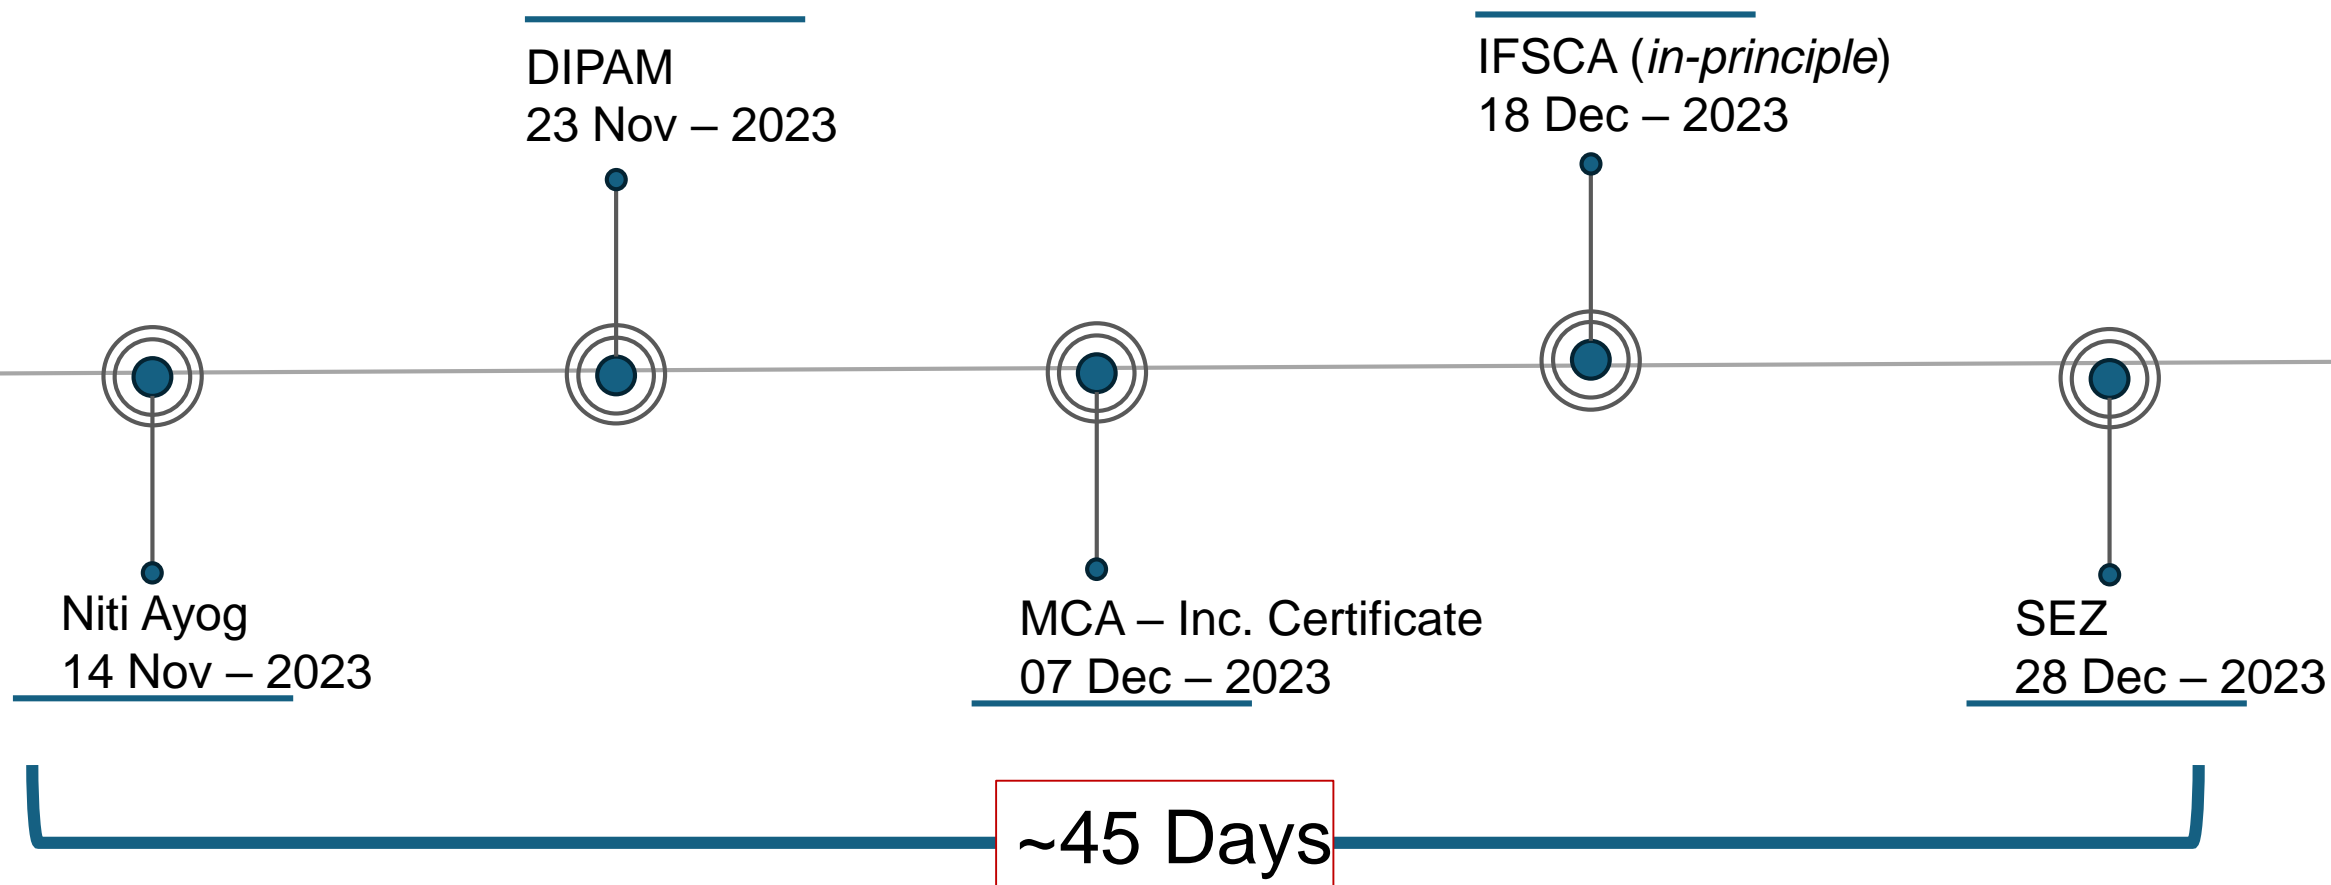 DIPAM
23 Nov – 2023
IFSCA (in-principle)
18 Dec – 2023
Niti Ayog
14 Nov – 2023
MCA – Inc. Certificate
07 Dec – 2023
SEZ
28 Dec – 2023
~45 Days